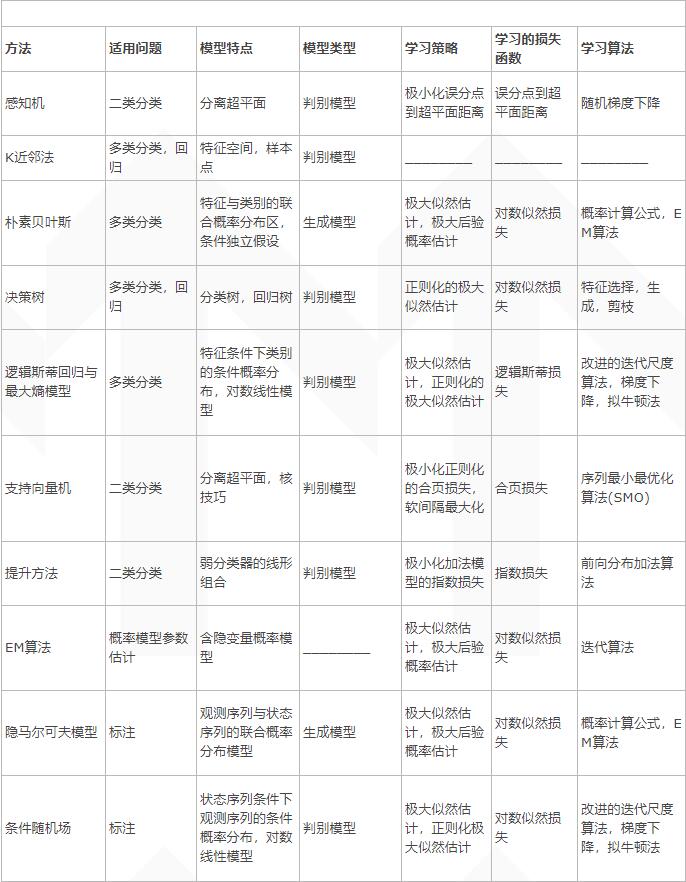 方法 适用问题 模型特点 模型类型 学习策略 学习的损失
函数 学习算法
感知机 二类分类 分离超平面 判别模型 极小化误分点
到超平面距离 误分点到超
平面距离 随机梯度下降
K近邻法 多类分类，回
归 特征空间，样本
点 判别模型 ________ ________ ________
朴素贝叶斯 多类分类 特征与类别的联
合概率分布区，
条件独立假设 生成模型 极大似然估
计，极大后验
概率估计 对数似然损
失 概率计算公式，E
M算法
决策树 多类分类，回
归 分类树，回归树 判别模型 正则化的极大
似然估计 对数似然损
失 特征选择，生
成，剪枝
逻辑斯蒂回归与
最大熵模型 多类分类 特征条件下类别
的条件概率分
布，对数线性模
型 判别模型 极大似然估
计，正则化的
极大似然估计 逻辑斯蒂损
失 改进的迭代尺度
算法，梯度下
降，拟牛顿法
支持向量机 二类分类 分离超平面，核
技巧 判别模型 极小化正则化
的合页损失，
软间隔最大化 合页损失 序列最小最优化
算法(SMO)
提升方法 二类分类 弱分类器的线形
组合 判别模型 极小化加法模
型的指数损失 指数损失 前向分布加法算
法
EM算法 概率模型参数
估计 含隐变量概率模
型 ________ 极大似然估
计，极大后验
概率估计 对数似然损
失 迭代算法
隐马尔可夫模型 标注 观测序列与状态
序列的联合概率
分布模型 生成模型 极大似然估
计，极大后验
概率估计 对数似然损
失 概率计算公式，E
M算法
条件随机场 标注 状态序列条件下
观测序列的条件
概率分布，对数
线性模型 判别模型 极大似然估
计，正则化极
大似然估计 对数似然损
失 改进的迭代尺度
算法，梯度下
降，拟牛顿法